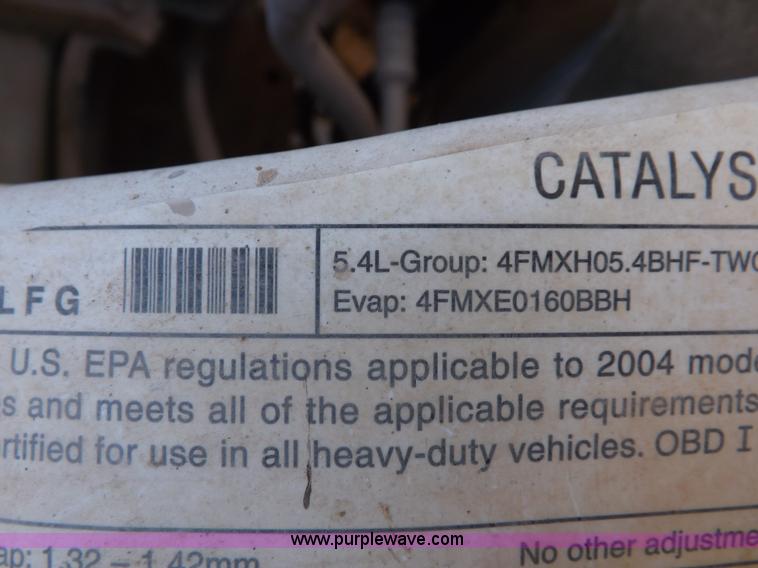 CATALYS
LFG
5.4L-Group: 4FMXH05.4BHF-TWC
Evap: 4FMXE0160BBH
U.S. EPA regulations applicable to 2004 mode
s and meets all of the applicable requirements
rtified for use in all heavy-duty vehicles. OBD I
www.purplewave.com
ap: 1.32 – 1.42mm
No other adjustme